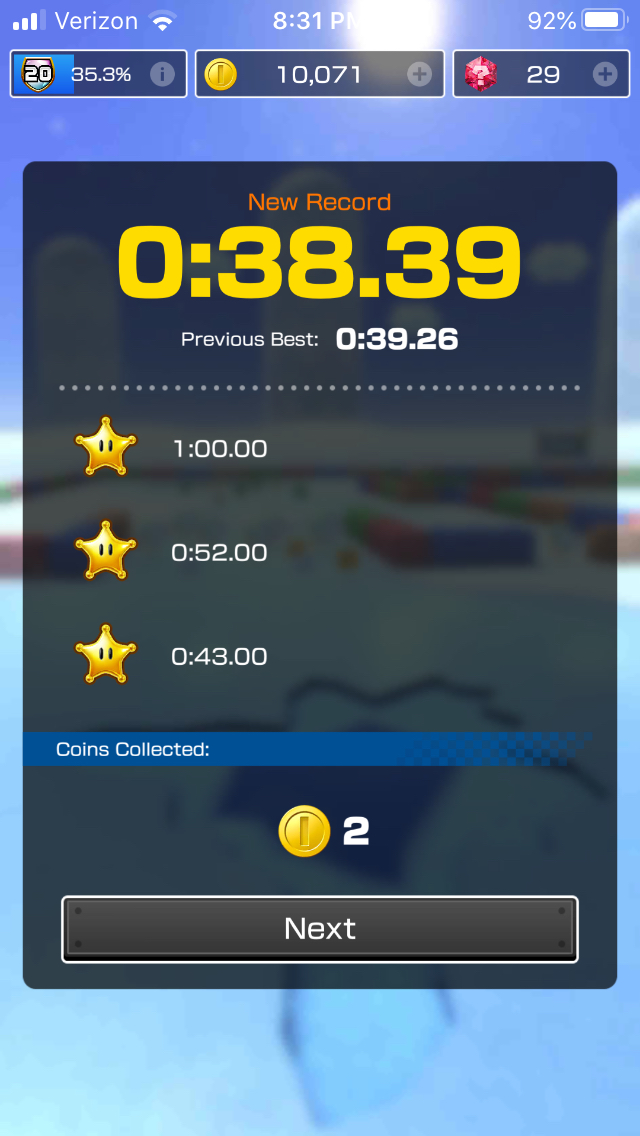 Verizon 8:31 PM 92%
20 35.3% i 10,071 + ? 29 +
New Record
0:38.39
Previous Best: 0:39.26
1:00.00
0:52.00
0:43.00
Coins Collected:
2
Next